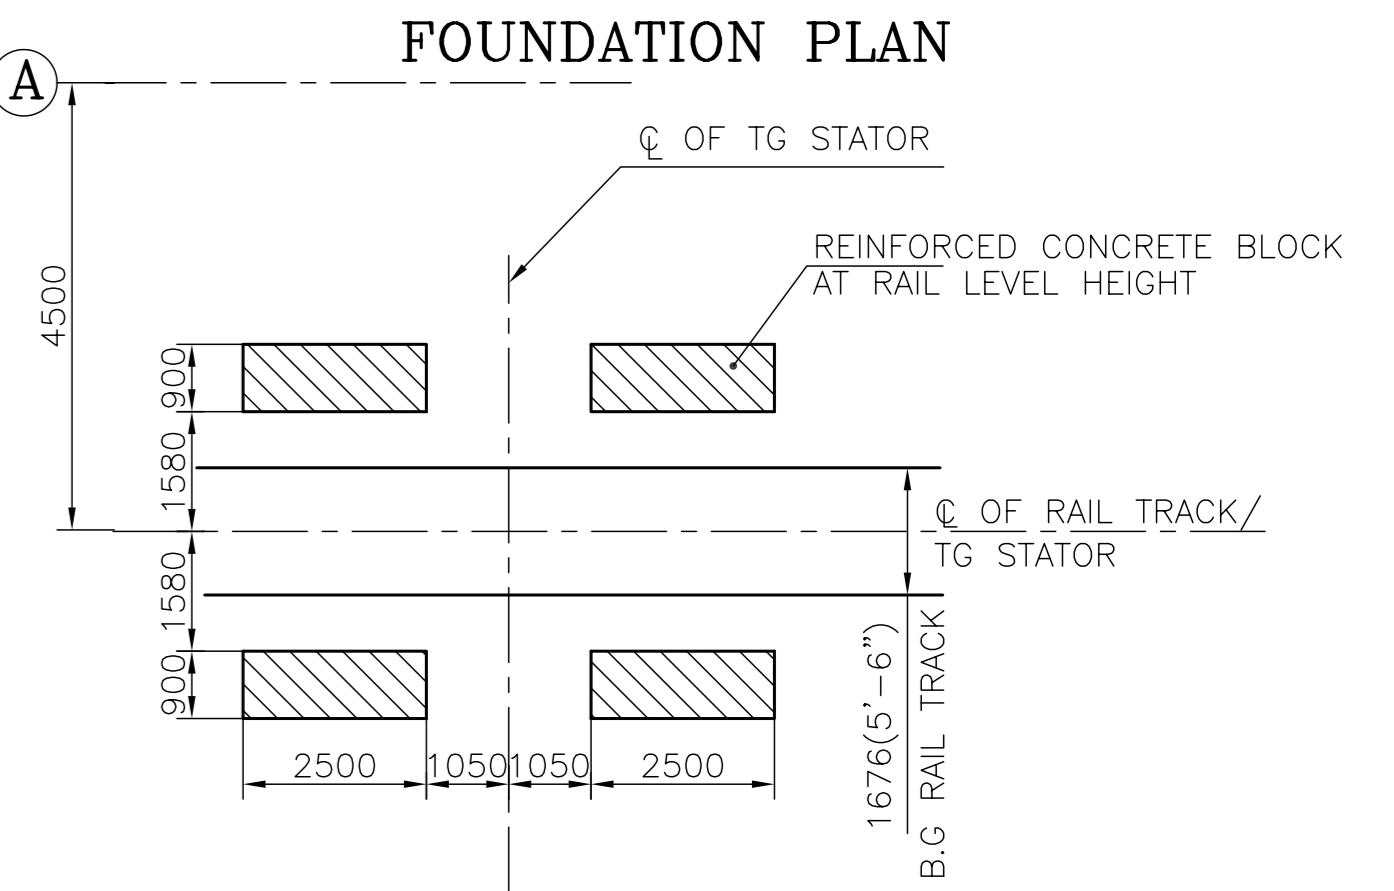 FOUNDATION PLAN
A
℄ OF TG STATOR
REINFORCED CONCRETE BLOCK
AT RAIL LEVEL HEIGHT
4500
900
1580
℄ OF RAIL TRACK/
TG STATOR
1580
900
2500 1050 1050 2500
1676(5'-6")
B.G RAIL TRACK